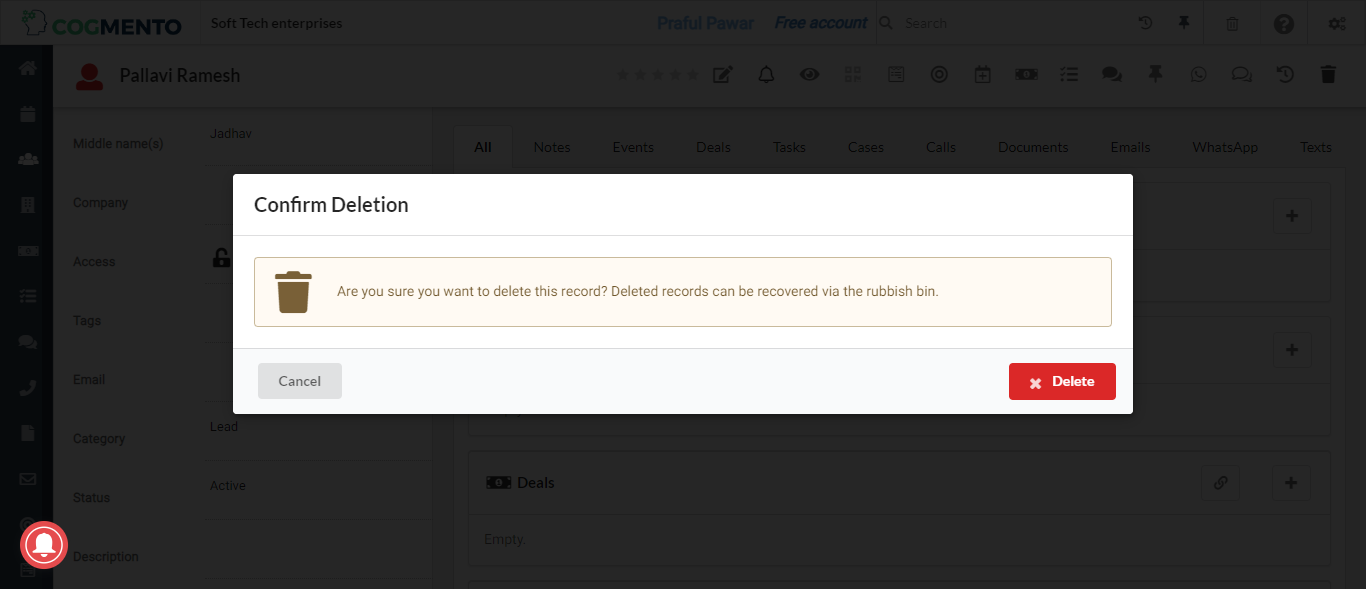 COGMENTO
Soft Tech enterprises
Praful Pawar
Free account
Search
Pallavi Ramesh
Middle name(s)
Jadhav
Company
Access
Tags
Email
Category
Lead
Status
Active
Description
All
Notes
Events
Deals
Tasks
Cases
Calls
Documents
Emails
WhatsApp
Texts
Confirm Deletion
Are you sure you want to delete this record? Deleted records can be recovered via the rubbish bin.
Cancel
Delete
Deals
Empty.